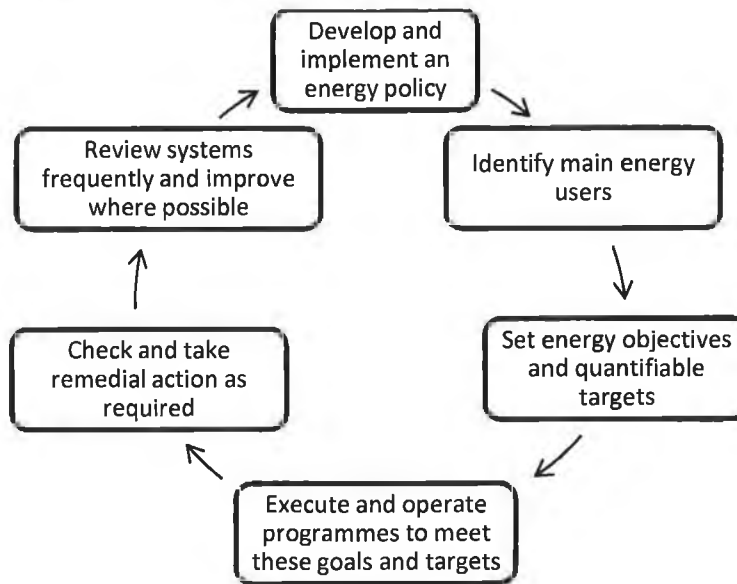 Develop and
implement an
energy policy
Identify main energy
users
Set energy objectives
and quantifiable
targets
Execute and operate
programmes to meet
these goals and targets
Check and take
remedial action as
required
Review systems
frequently and improve
where possible